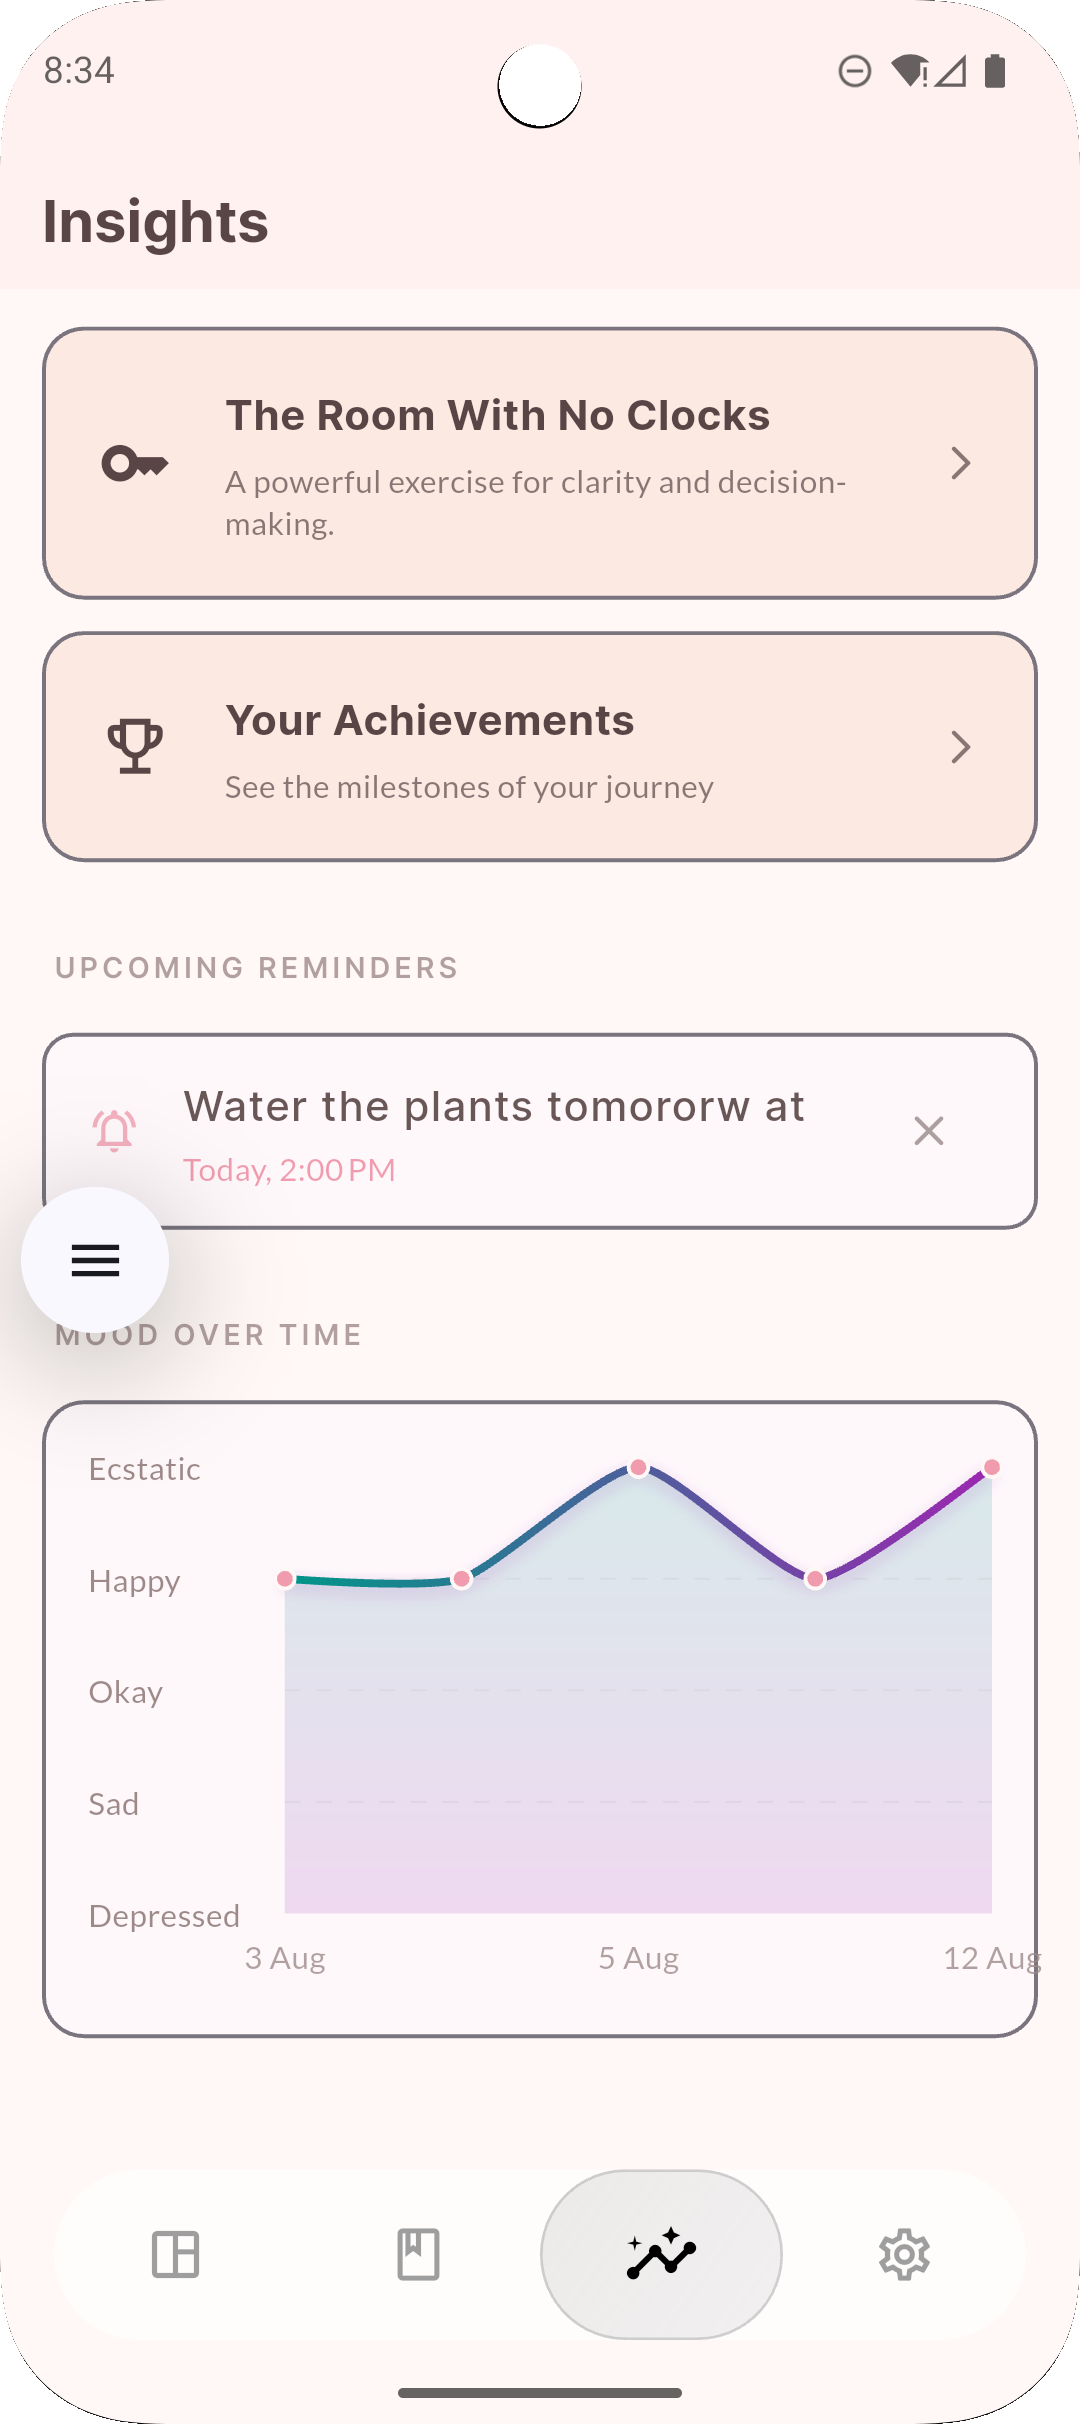 8:34
Insights
The Room With No Clocks
A powerful exercise for clarity and decision-
making.
Your Achievements
See the milestones of your journey
UPCOMING REMINDERS
Water the plants tomororw at
Today, 2:00 PM
MOOD OVER TIME
Ecstatic
Happy
Okay
Sad
Depressed
3 Aug
5 Aug
12 Aug